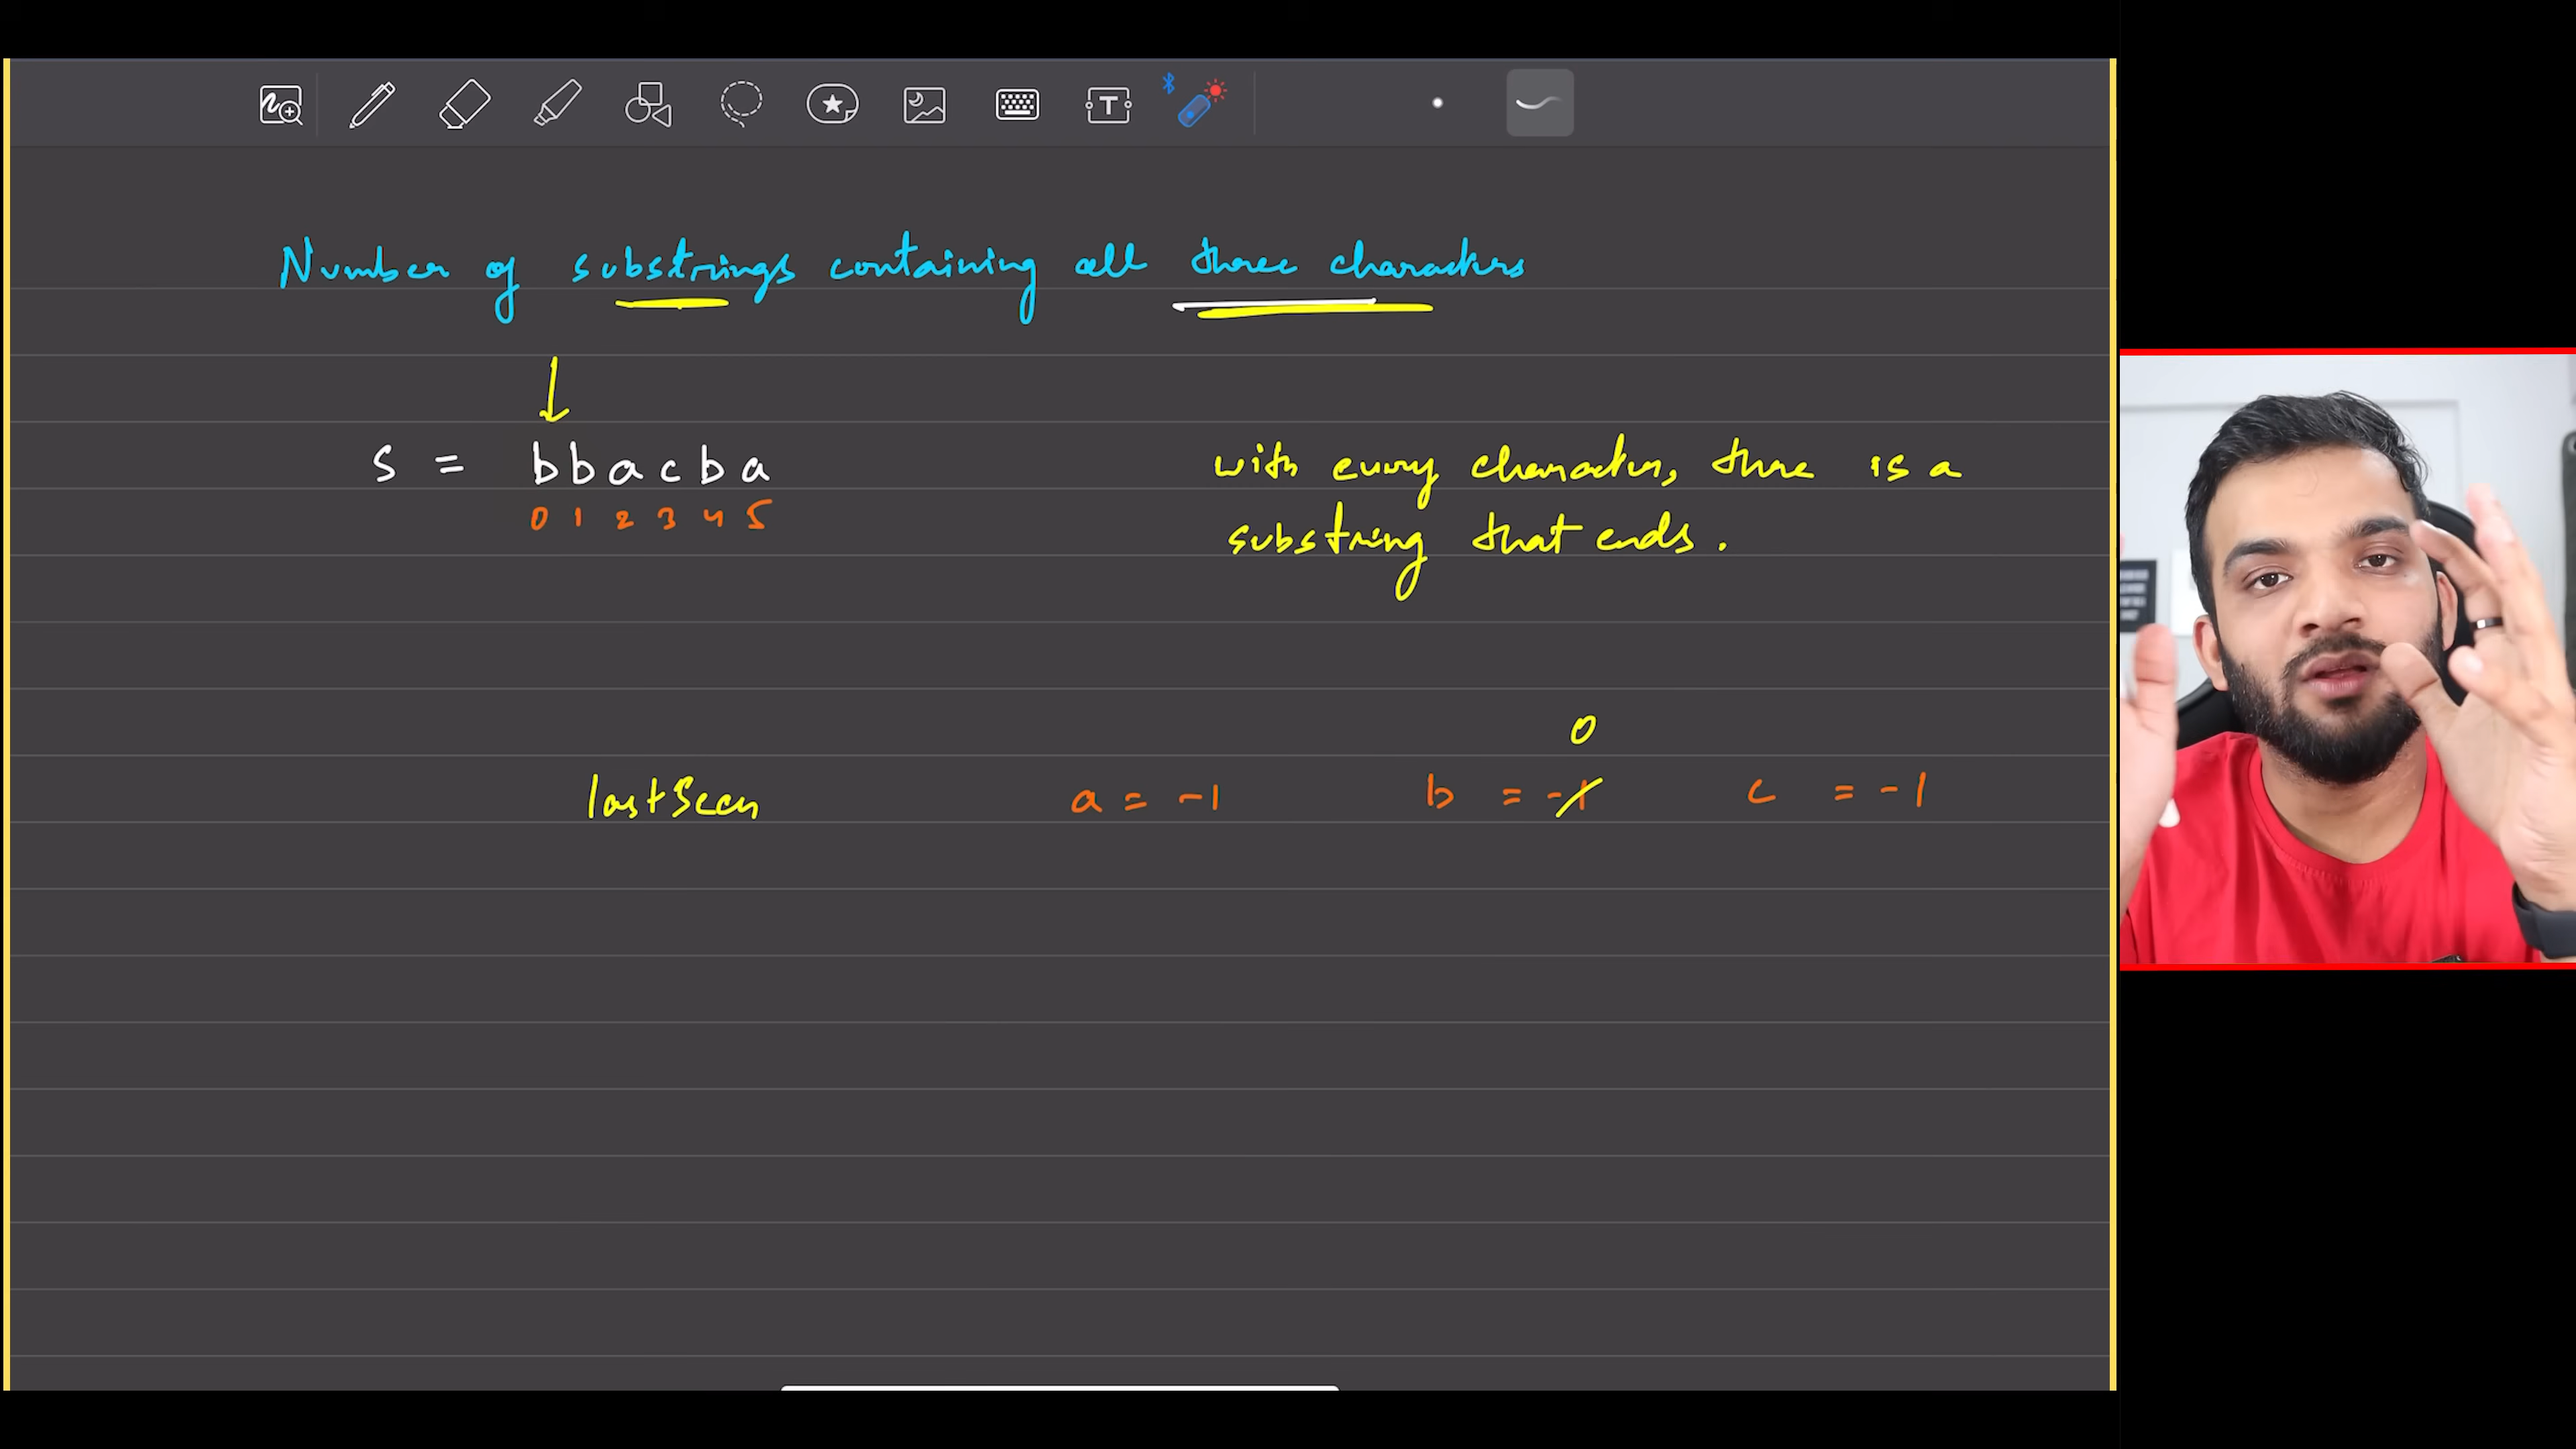 Number of substrings containing all three characters
s = bbacba
0 1 2 3 4 5
with every character, there is a
substring that ends.
0
lastSeen a = -1 b = -1 c = -1